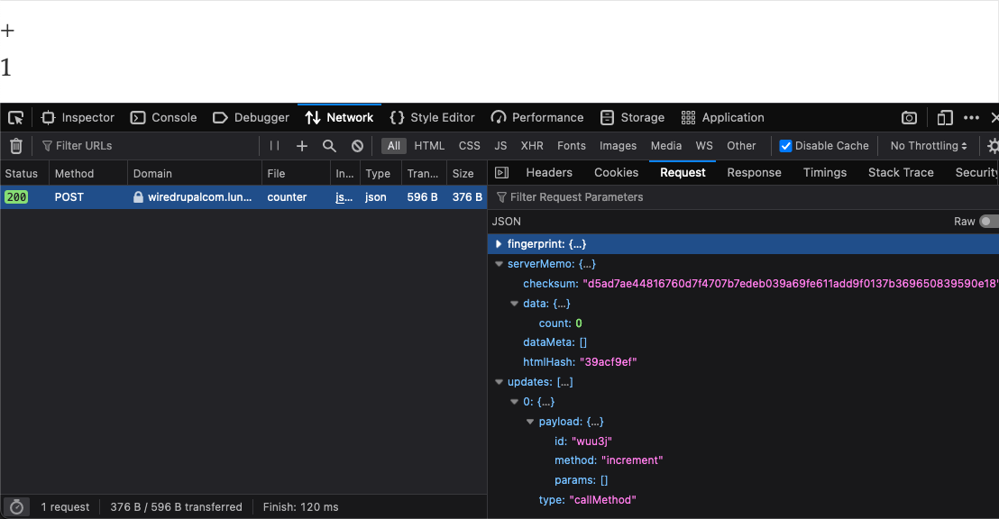 +
1
Inspector Console Debugger Network Style Editor Performance Storage Application
Filter URLs All HTML CSS JS XHR Fonts Images Media WS Other Disable Cache No Throttling
Status Method Domain File In... Type Tran... Size
200 POST wiredrupalcom.lun... counter js... json 596 B 376 B
Headers Cookies Request Response Timings Stack Trace Security
Filter Request Parameters
JSON Raw
fingerprint: {...}
serverMemo: {...}
checksum: "d5ad7ae44816760d7f4707b7edeb039a69fe611add9f0137b369650839590e18"
data: {...}
count: 0
dataMeta: []
htmlHash: "39acf9ef"
updates: [...]
0: {...}
payload: {...}
id: "wuu3j"
method: "increment"
params: []
type: "callMethod"
1 request 376 B / 596 B transferred Finish: 120 ms